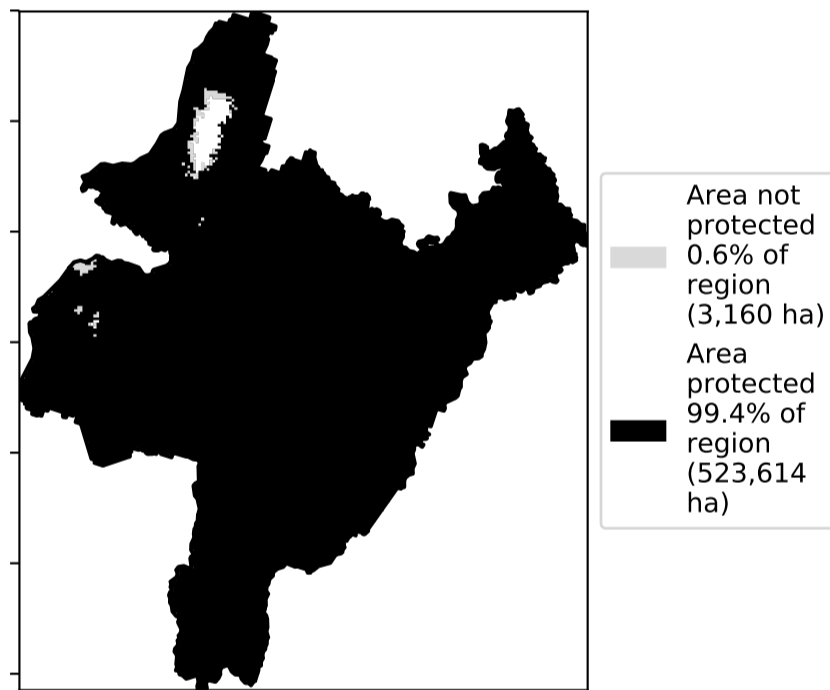 Area not
protected
0.6% of
region
(3,160 ha)
Area
protected
99.4% of
region
(523,614
ha)